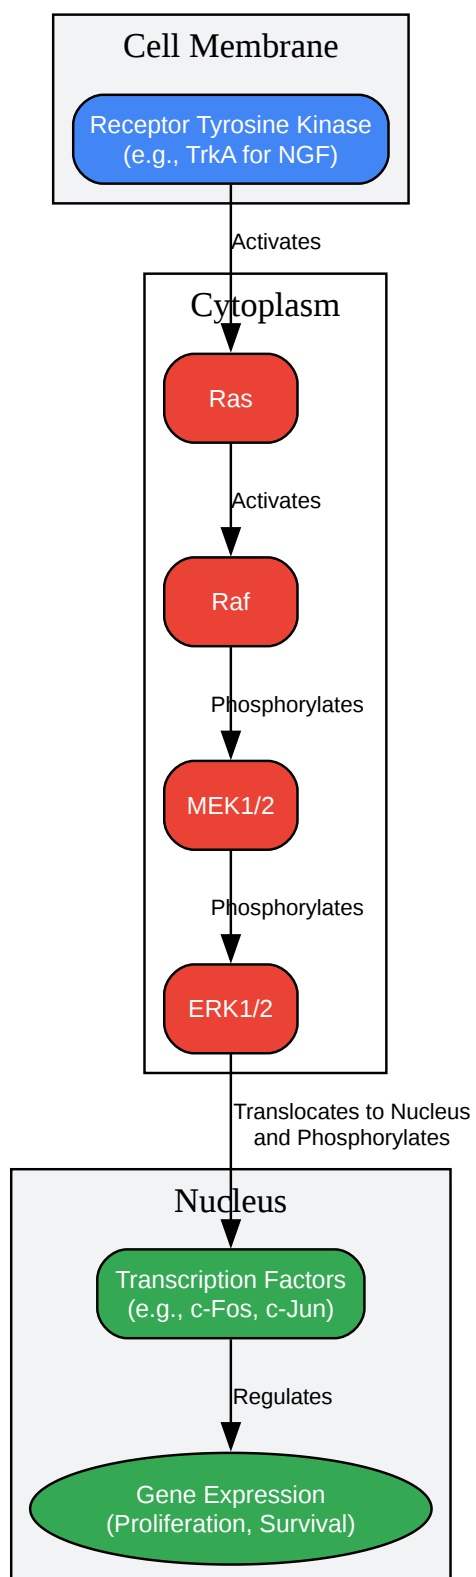 Cell Membrane
Receptor Tyrosine Kinase
(e.g., TrkA for NGF)
Activates
Cytoplasm
Ras
Activates
Raf
Phosphorylates
MEK1/2
Phosphorylates
ERK1/2
Translocates to Nucleus
and Phosphorylates
Nucleus
Transcription Factors
(e.g., c-Fos, c-Jun)
Regulates
Gene Expression
(Proliferation, Survival)